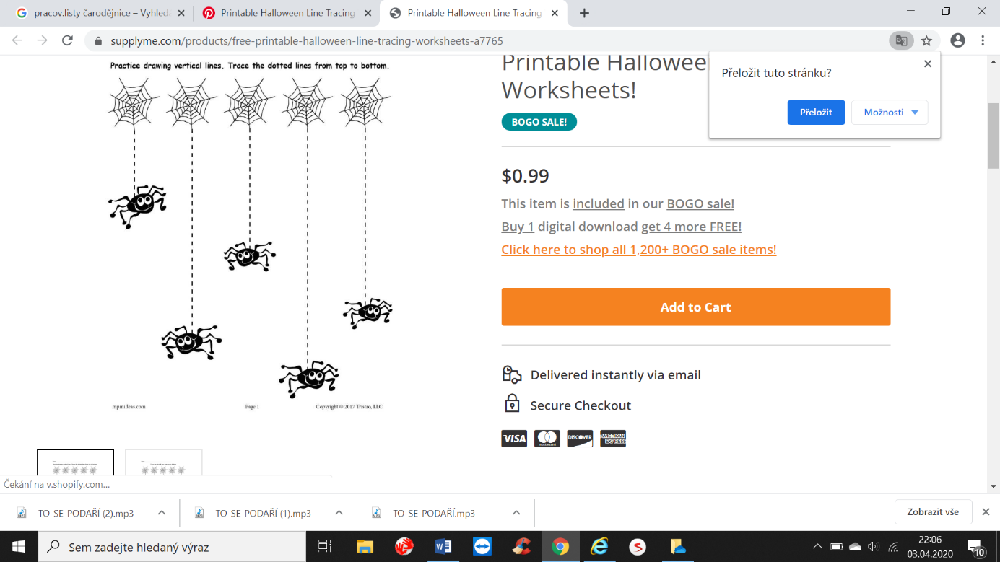 pracov.listy čarodějnice – Vyhled
Printable Halloween Line Tracing
Printable Halloween Line Tracing
supplyme.com/products/free-printable-halloween-line-tracing-worksheets-a7765
Přeložit tuto stránku?
Přeložit
Možnosti
Practice drawing vertical lines. Trace the dotted lines from top to bottom.
mpmideas.com
Page 1
Copyright © 2017 Tristro, LLC
Printable Hallowee
Worksheets!
BOGO SALE!
$0.99
This item is included in our BOGO sale!
Buy 1 digital download get 4 more FREE!
Click here to shop all 1,200+ BOGO sale items!
Add to Cart
Delivered instantly via email
Secure Checkout
VISA
DISCOVER
AMERICAN
EXPRESS
Čekání na v.shopify.com...
TO-SE-PODAŘÍ (2).mp3
TO-SE-PODAŘÍ (1).mp3
TO-SE-PODAŘÍ.mp3
Zobrazit vše
Sem zadejte hledaný výraz
22:06
03.04.2020
10